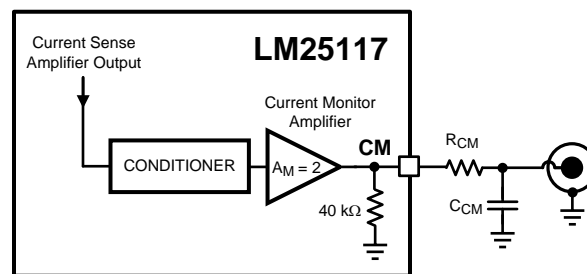 Current Sense
Amplifier Output
LM25117
Current Monitor
Amplifier
CONDITIONER
A_M = 2
CM
40 kΩ
R_CM
C_CM